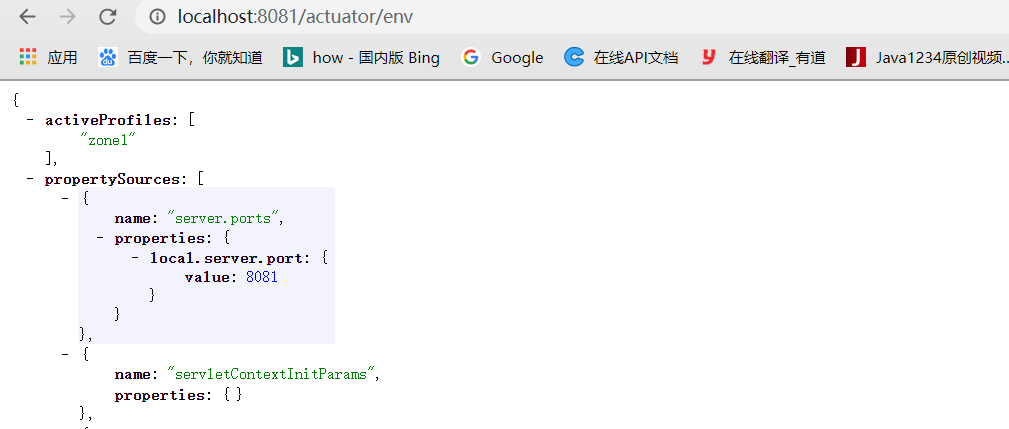 localhost:8081/actuator/env
应用 百度一下，你就知道 how - 国内版 Bing Google 在线API文档 在线翻译_有道 Java1234原创视频...
{
- activeProfiles: [
"zone1"
],
- propertySources: [
- {
name: "server.ports",
- properties: {
- local.server.port: {
value: 8081
}
}
},
- {
name: "servletContextInitParams",
properties: {}
},